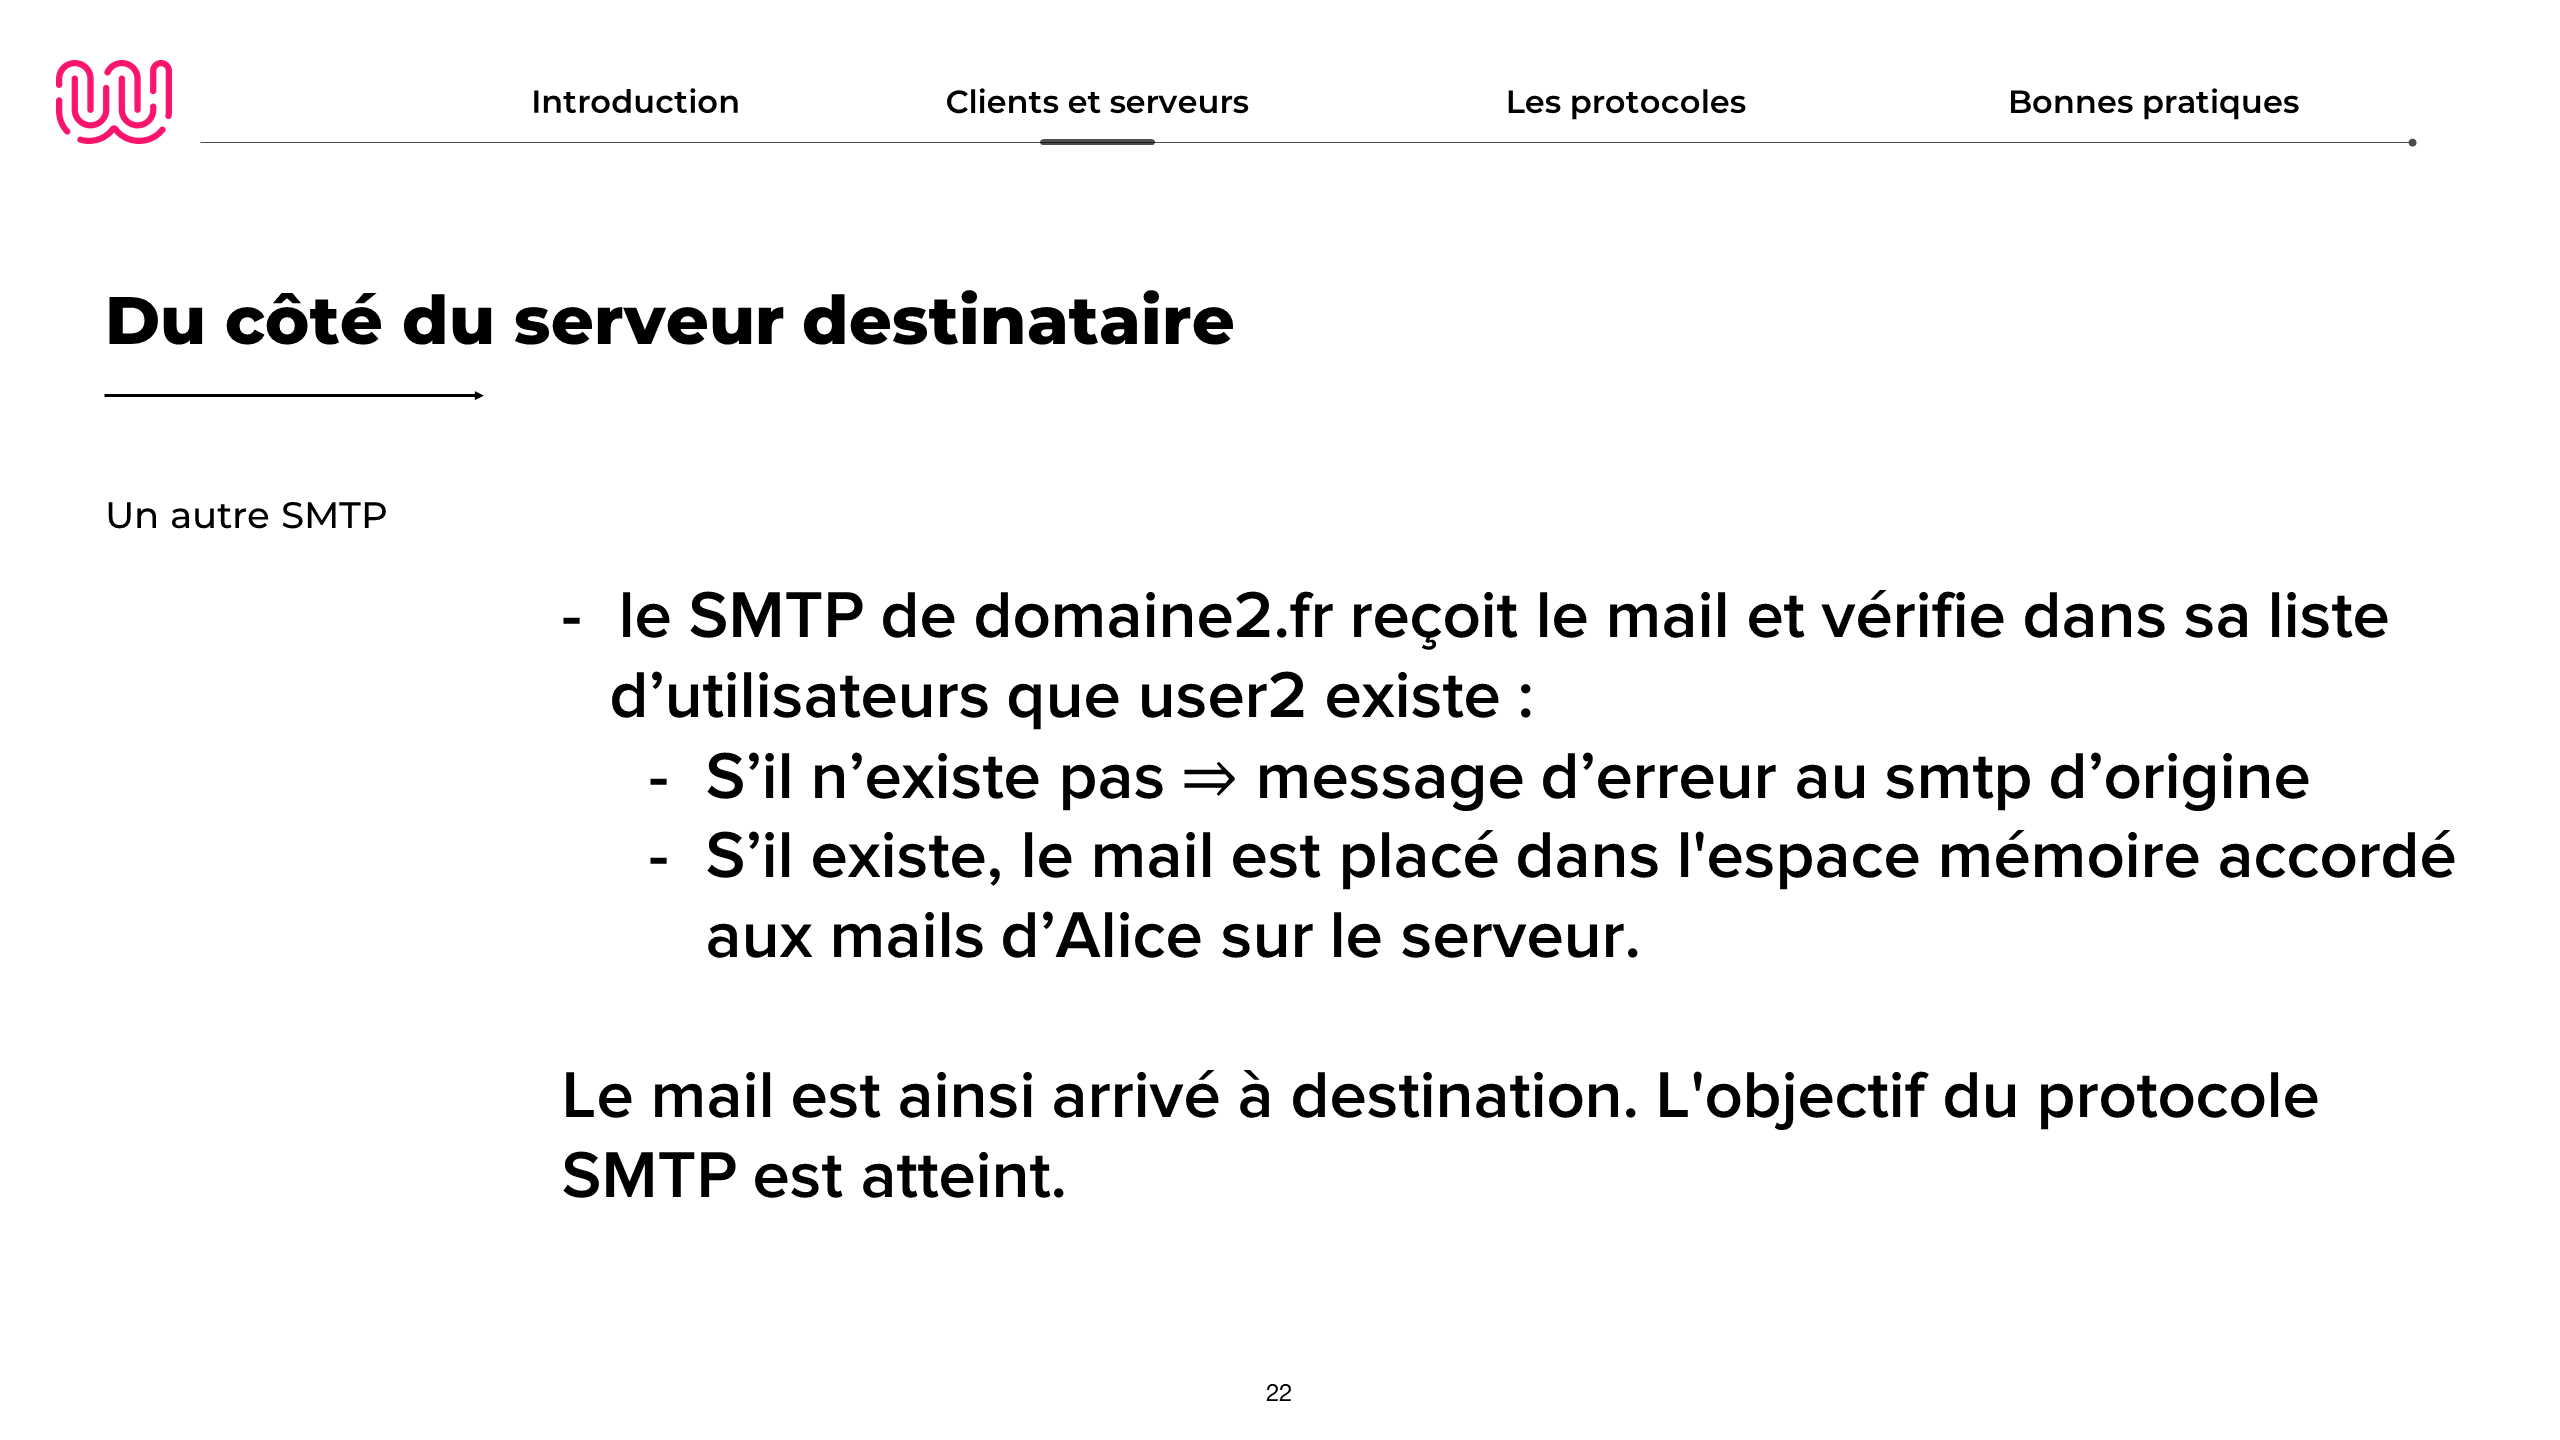 Introduction
Clients et serveurs
Les protocoles
Bonnes pratiques
Du côté du serveur destinataire
Un autre SMTP
- le SMTP de domaine2.fr reçoit le mail et vérifie dans sa liste
d’utilisateurs que user2 existe :
- S’il n’existe pas ⇒ message d’erreur au smtp d’origine
- S’il existe, le mail est placé dans l'espace mémoire accordé
aux mails d’Alice sur le serveur.
Le mail est ainsi arrivé à destination. L'objectif du protocole
SMTP est atteint.
22